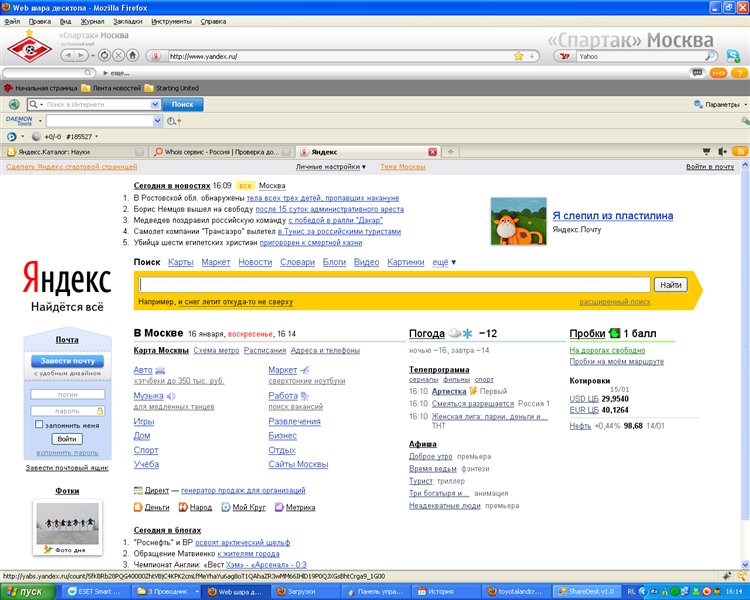 Web шара десктопа - Mozilla Firefox
Файл Правка Вид Журнал Закладки Инструменты Справка
«Спартак» Москва
«Спартак» Москва
http://www.yandex.ru/
Yahoo
еще...
Начальная страница Лента новостей Starting United
Поиск в Интернете Поиск Параметры
DAEMON Tools
+0/-0 #185527
Яндекс.Каталог: Науки Whois сервис - Россия | Проверка до... Яндекс
Сделать Яндекс стартовой страницей Личные настройки Тема Москвы Войти в почту
Сегодня в новостях 16:09 все Москва
1. В Ростовской обл. обнаружены тела всех трех детей, пропавших накануне
2. Борис Немцов вышел на свободу после 15 суток административного ареста
3. Медведев поздравил российскую команду с победой в ралли "Дакар"
4. Самолет компании "Трансаэро" вылетел в Тунис за российскими туристами
5. Убийца шести египетских христиан приговорен к смертной казни
Я слепил из пластилина
Яндекс.Почту
Яндекс
Найдётся всё
Поиск Карты Маркет Новости Словари Блоги Видео Картинки ещё
Найти
Например, и снег летит откуда-то не сверху
расширенный поиск
Почта
Завести почту
с удобным дизайном
логин
пароль
запомнить меня
Войти
вспомнить пароль
Завести почтовый ящик
Фотки
Фото дня
В Москве 16 января, воскресенье, 16 14
Карта Москвы Схема метро Расписания Адреса и телефоны
Авто
хэтчбеки до 350 тыс. руб.
Музыка
для медленных танцев
Игры
Дом
Спорт
Учёба
Маркет
сверхтонкие ноутбуки
Работа
поиск вакансий
Развлечения
Бизнес
Отдых
Сайты Москвы
Директ — генератор продаж для организаций
Деньги Народ Мой Круг Метрика
Сегодня в блогах
1. "Роснефть" и BP освоят арктический шельф
2. Обращение Матвиенко к жителям города
3. Чемпионат Англии: «Вест Хэм» - «Арсенал» - 0:3
Погода −12
ночью −16, завтра −14
Телепрограмма
сериалы фильмы спорт
16:10 Артистка Первый
16:10 Смеяться разрешается Россия 1
16:10 Женская лига: парни, деньги и... ТНТ
Афиша
Доброе утро премьера
Время ведьм фэнтези
Турист триллер
Три богатыря и... анимация
Неадекватные люди премьера
Пробки 1 балл
На дорогах свободно
Пробки на моём маршруте
Котировки
15/01
USD ЦБ 29,9540
EUR ЦБ 40,1264
Нефть +0,44% 98,68 14/01
пуск ESET Smart ... 3 Проводник Web шара де... Загрузки Панель упра... История toyotalandcr... ShareDesk v1.0 RL 16:14